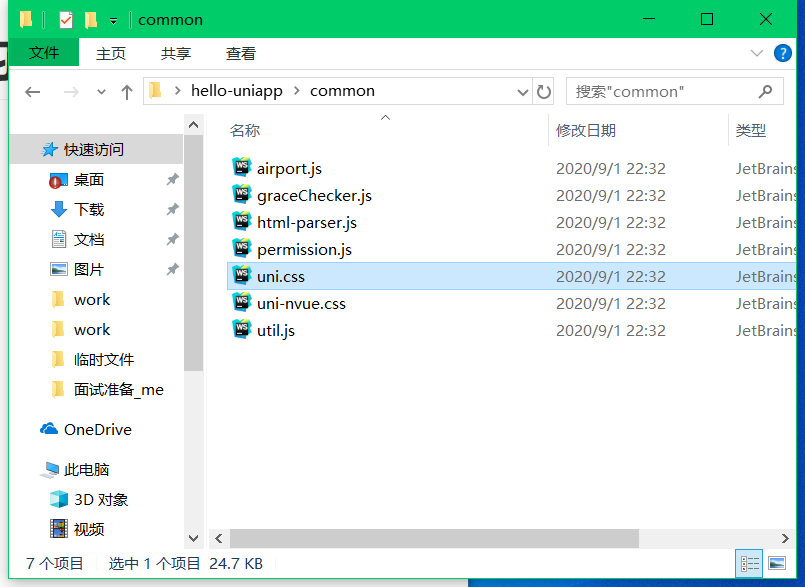 common
文件 主页 共享 查看
hello-uniapp common
搜索"common"
名称 修改日期 类型
快速访问
桌面
下载
文档
图片
work
work
临时文件
面试准备_me
OneDrive
此电脑
3D 对象
视频
airport.js 2020/9/1 22:32 JetBrains
graceChecker.js 2020/9/1 22:32 JetBrains
html-parser.js 2020/9/1 22:32 JetBrains
permission.js 2020/9/1 22:32 JetBrains
uni.css 2020/9/1 22:32 JetBrains
uni-nvue.css 2020/9/1 22:32 JetBrains
util.js 2020/9/1 22:32 JetBrains
7 个项目 选中 1 个项目 24.7 KB